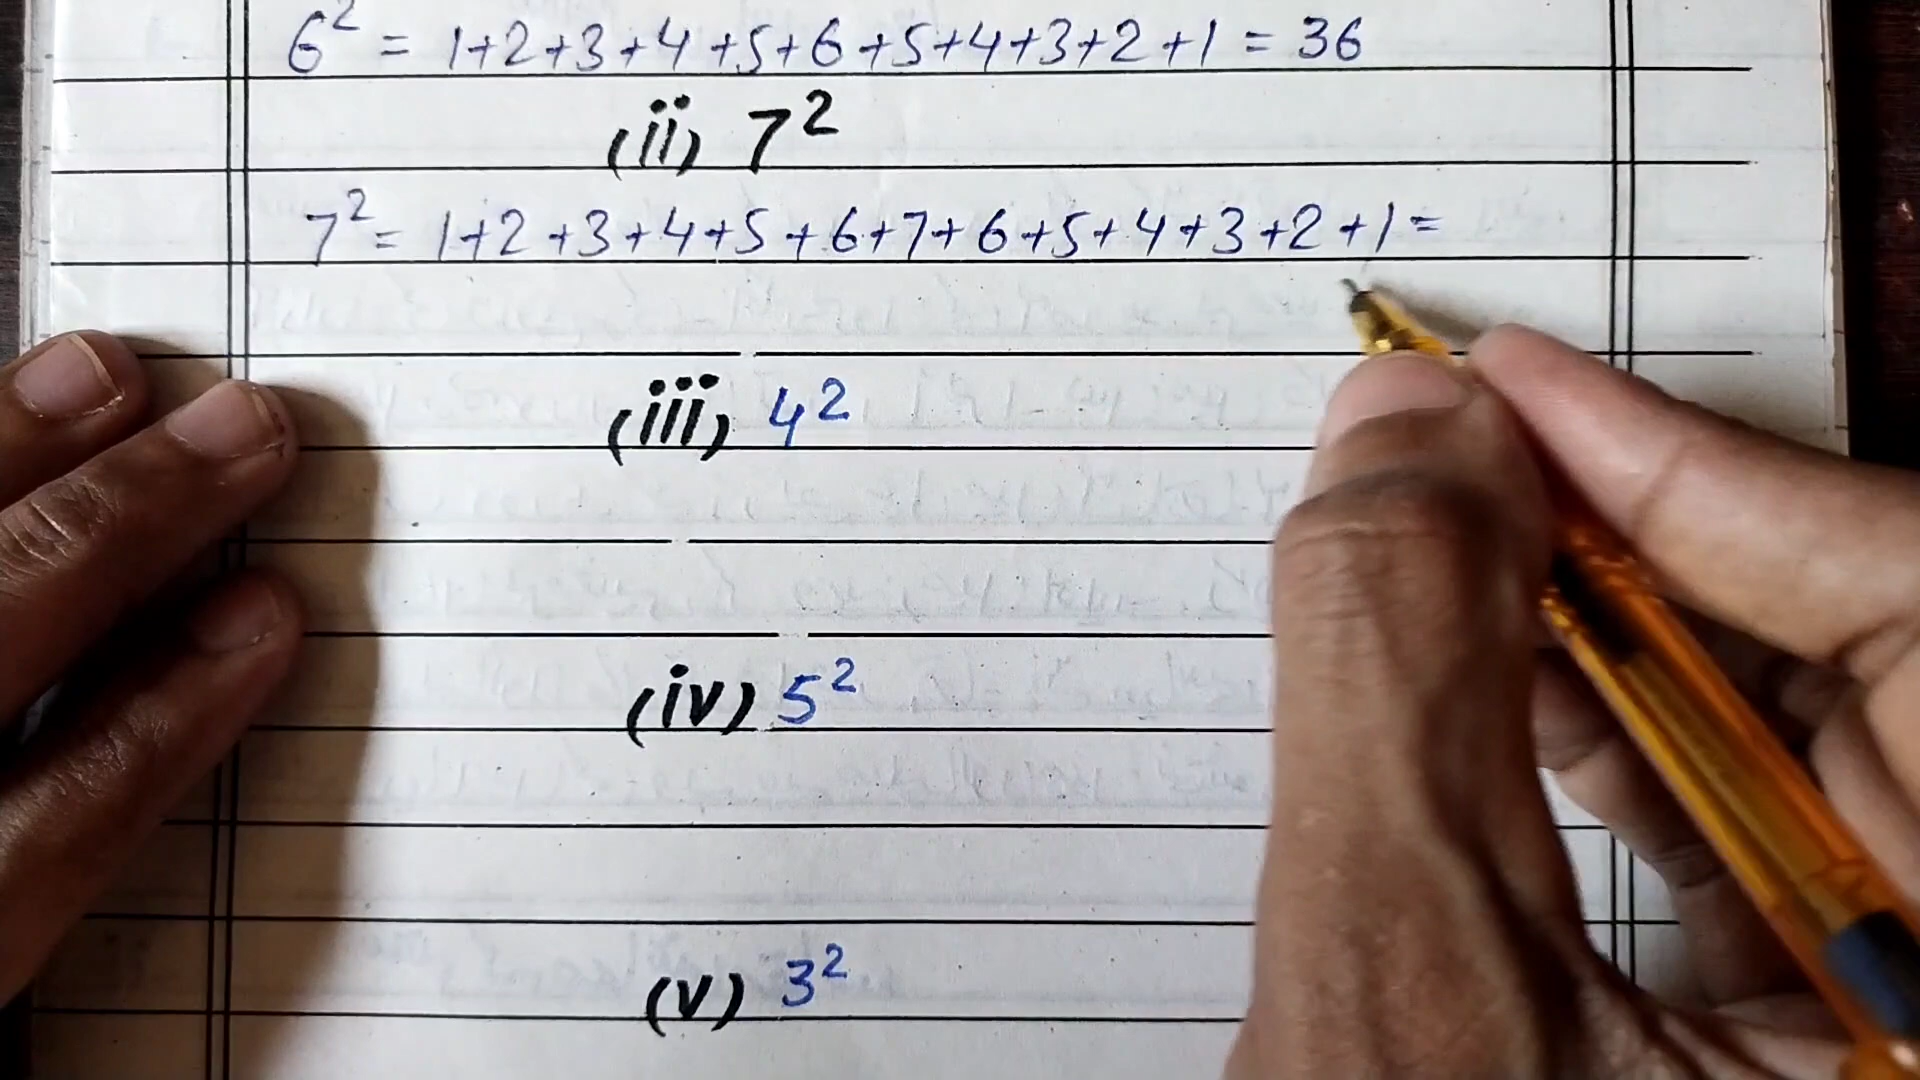 6² = 1+2+3+4+5+6+5+4+3+2+1 = 36
(ii) 7²
7² = 1+2+3+4+5+6+7+6+5+4+3+2+1 =
(iii) 4²
(iv) 5²
(v) 3²